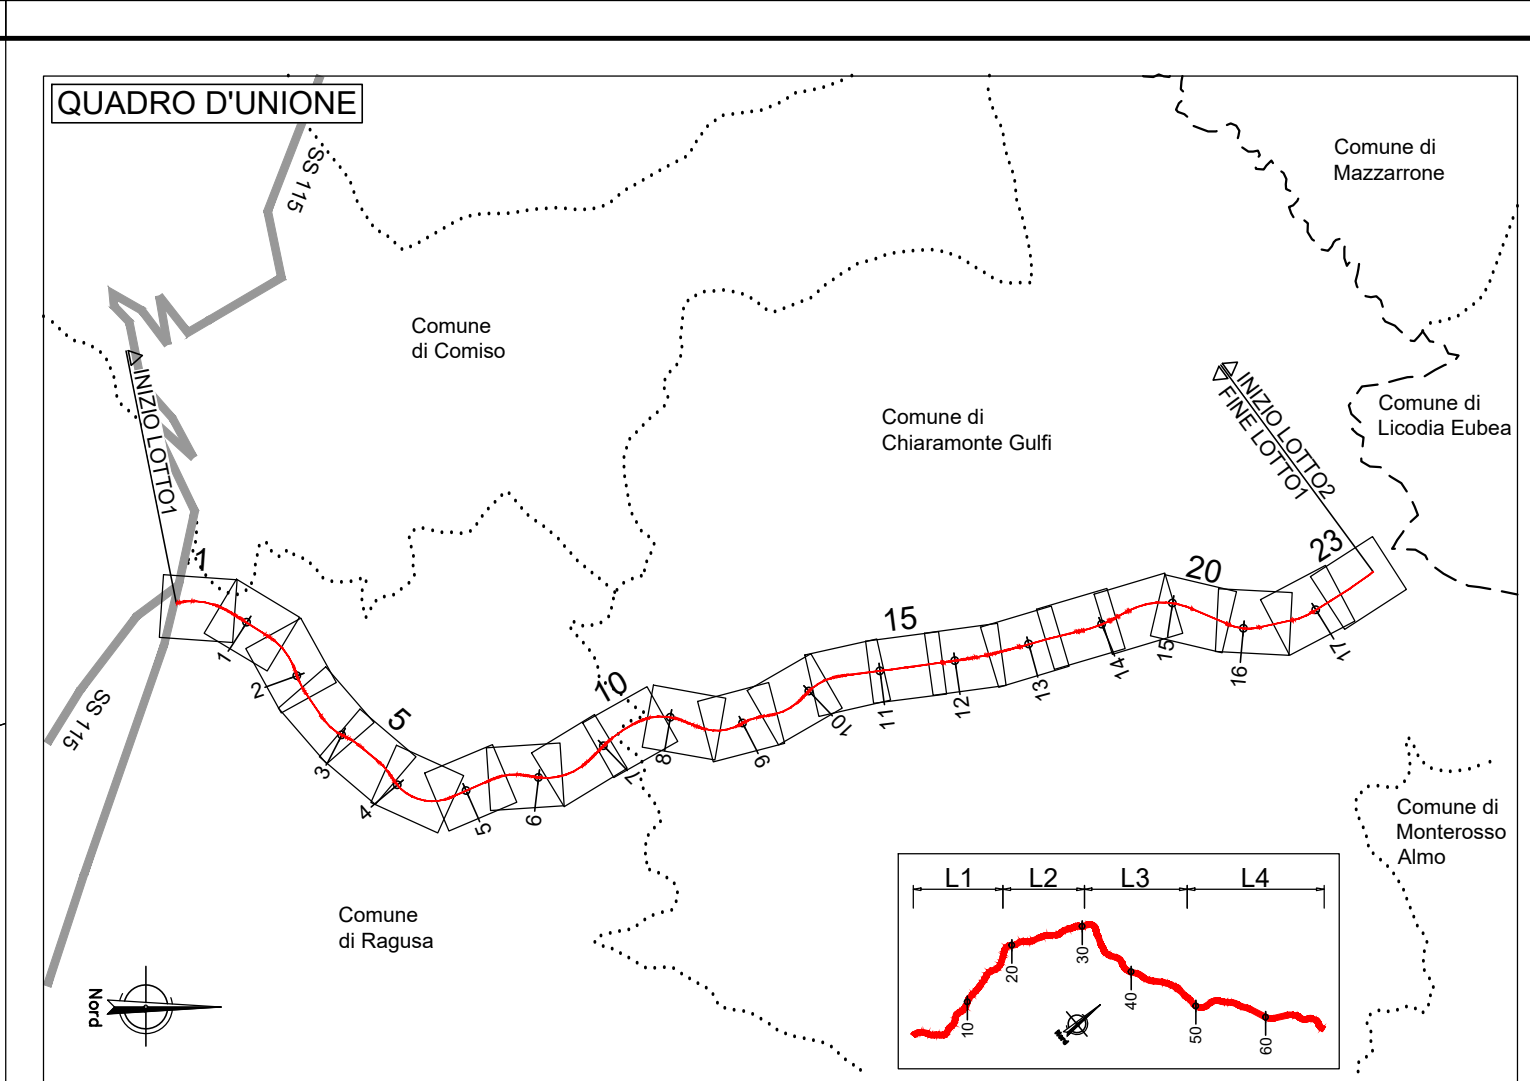 QUADRO D'UNIONE
SS 115
Comune di
Mazzarrone
Comune
di Comiso
INIZIO LOTTO1
Comune di
Chiaramonte Gulfi
INIZIO LOTTO2
FINE LOTTO1
Comune di
Licodia Eubea
1
5
10
15
20
23
1
2
3
4
5
6
7
8
9
10
11
12
13
14
15
16
17
SS 115
Comune di
Monterosso
Almo
Comune
di Ragusa
Nord
L1
L2
L3
L4
10
20
30
40
50
60
Nord